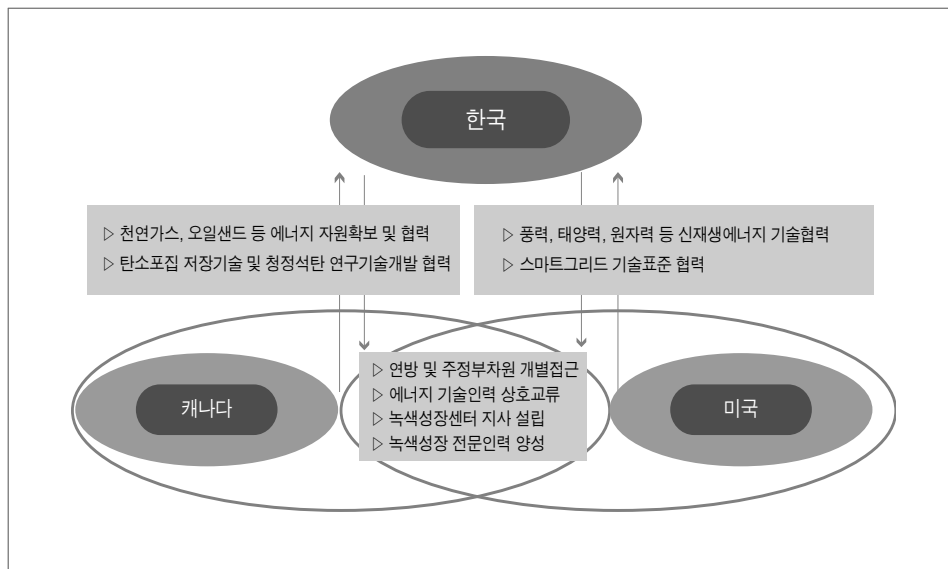 한국
▷ 천연가스, 오일샌드 등 에너지 자원확보 및 협력
▷ 탄소포집 저장기술 및 청정석탄 연구기술개발 협력
▷ 풍력, 태양력, 원자력 등 신재생에너지 기술협력
▷ 스마트그리드 기술표준 협력
캐나다
▷ 연방 및 주정부차원 개별접근
▷ 에너지 기술인력 상호교류
▷ 녹색성장센터 지사 설립
▷ 녹색성장 전문인력 양성
미국